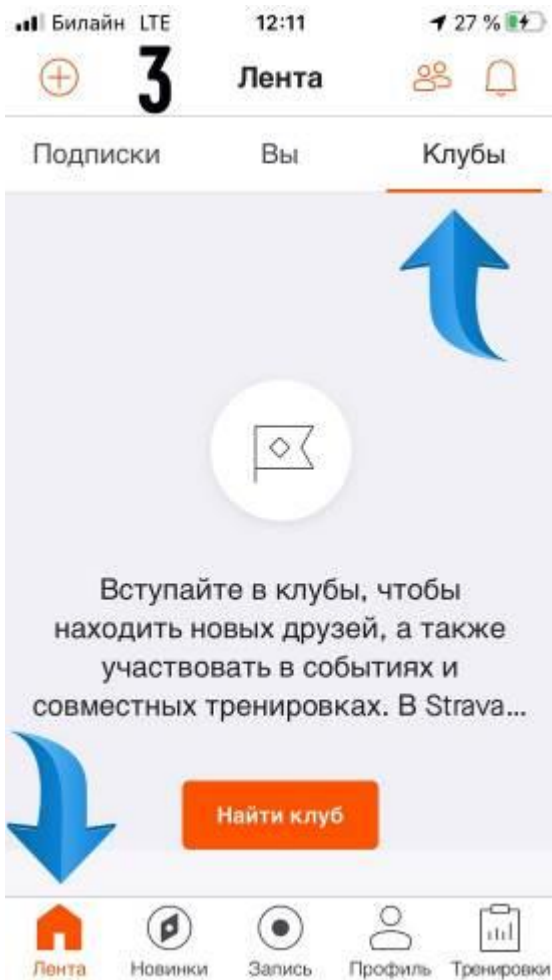 Билайн LTE 12:11 27 %
3 Лента
Подписки Вы Клубы
Вступайте в клубы, чтобы
находить новых друзей, а также
участвовать в событиях и
совместных тренировках. В Strava...
Найти клуб
Лента Новинки Запись Профиль Тренировки